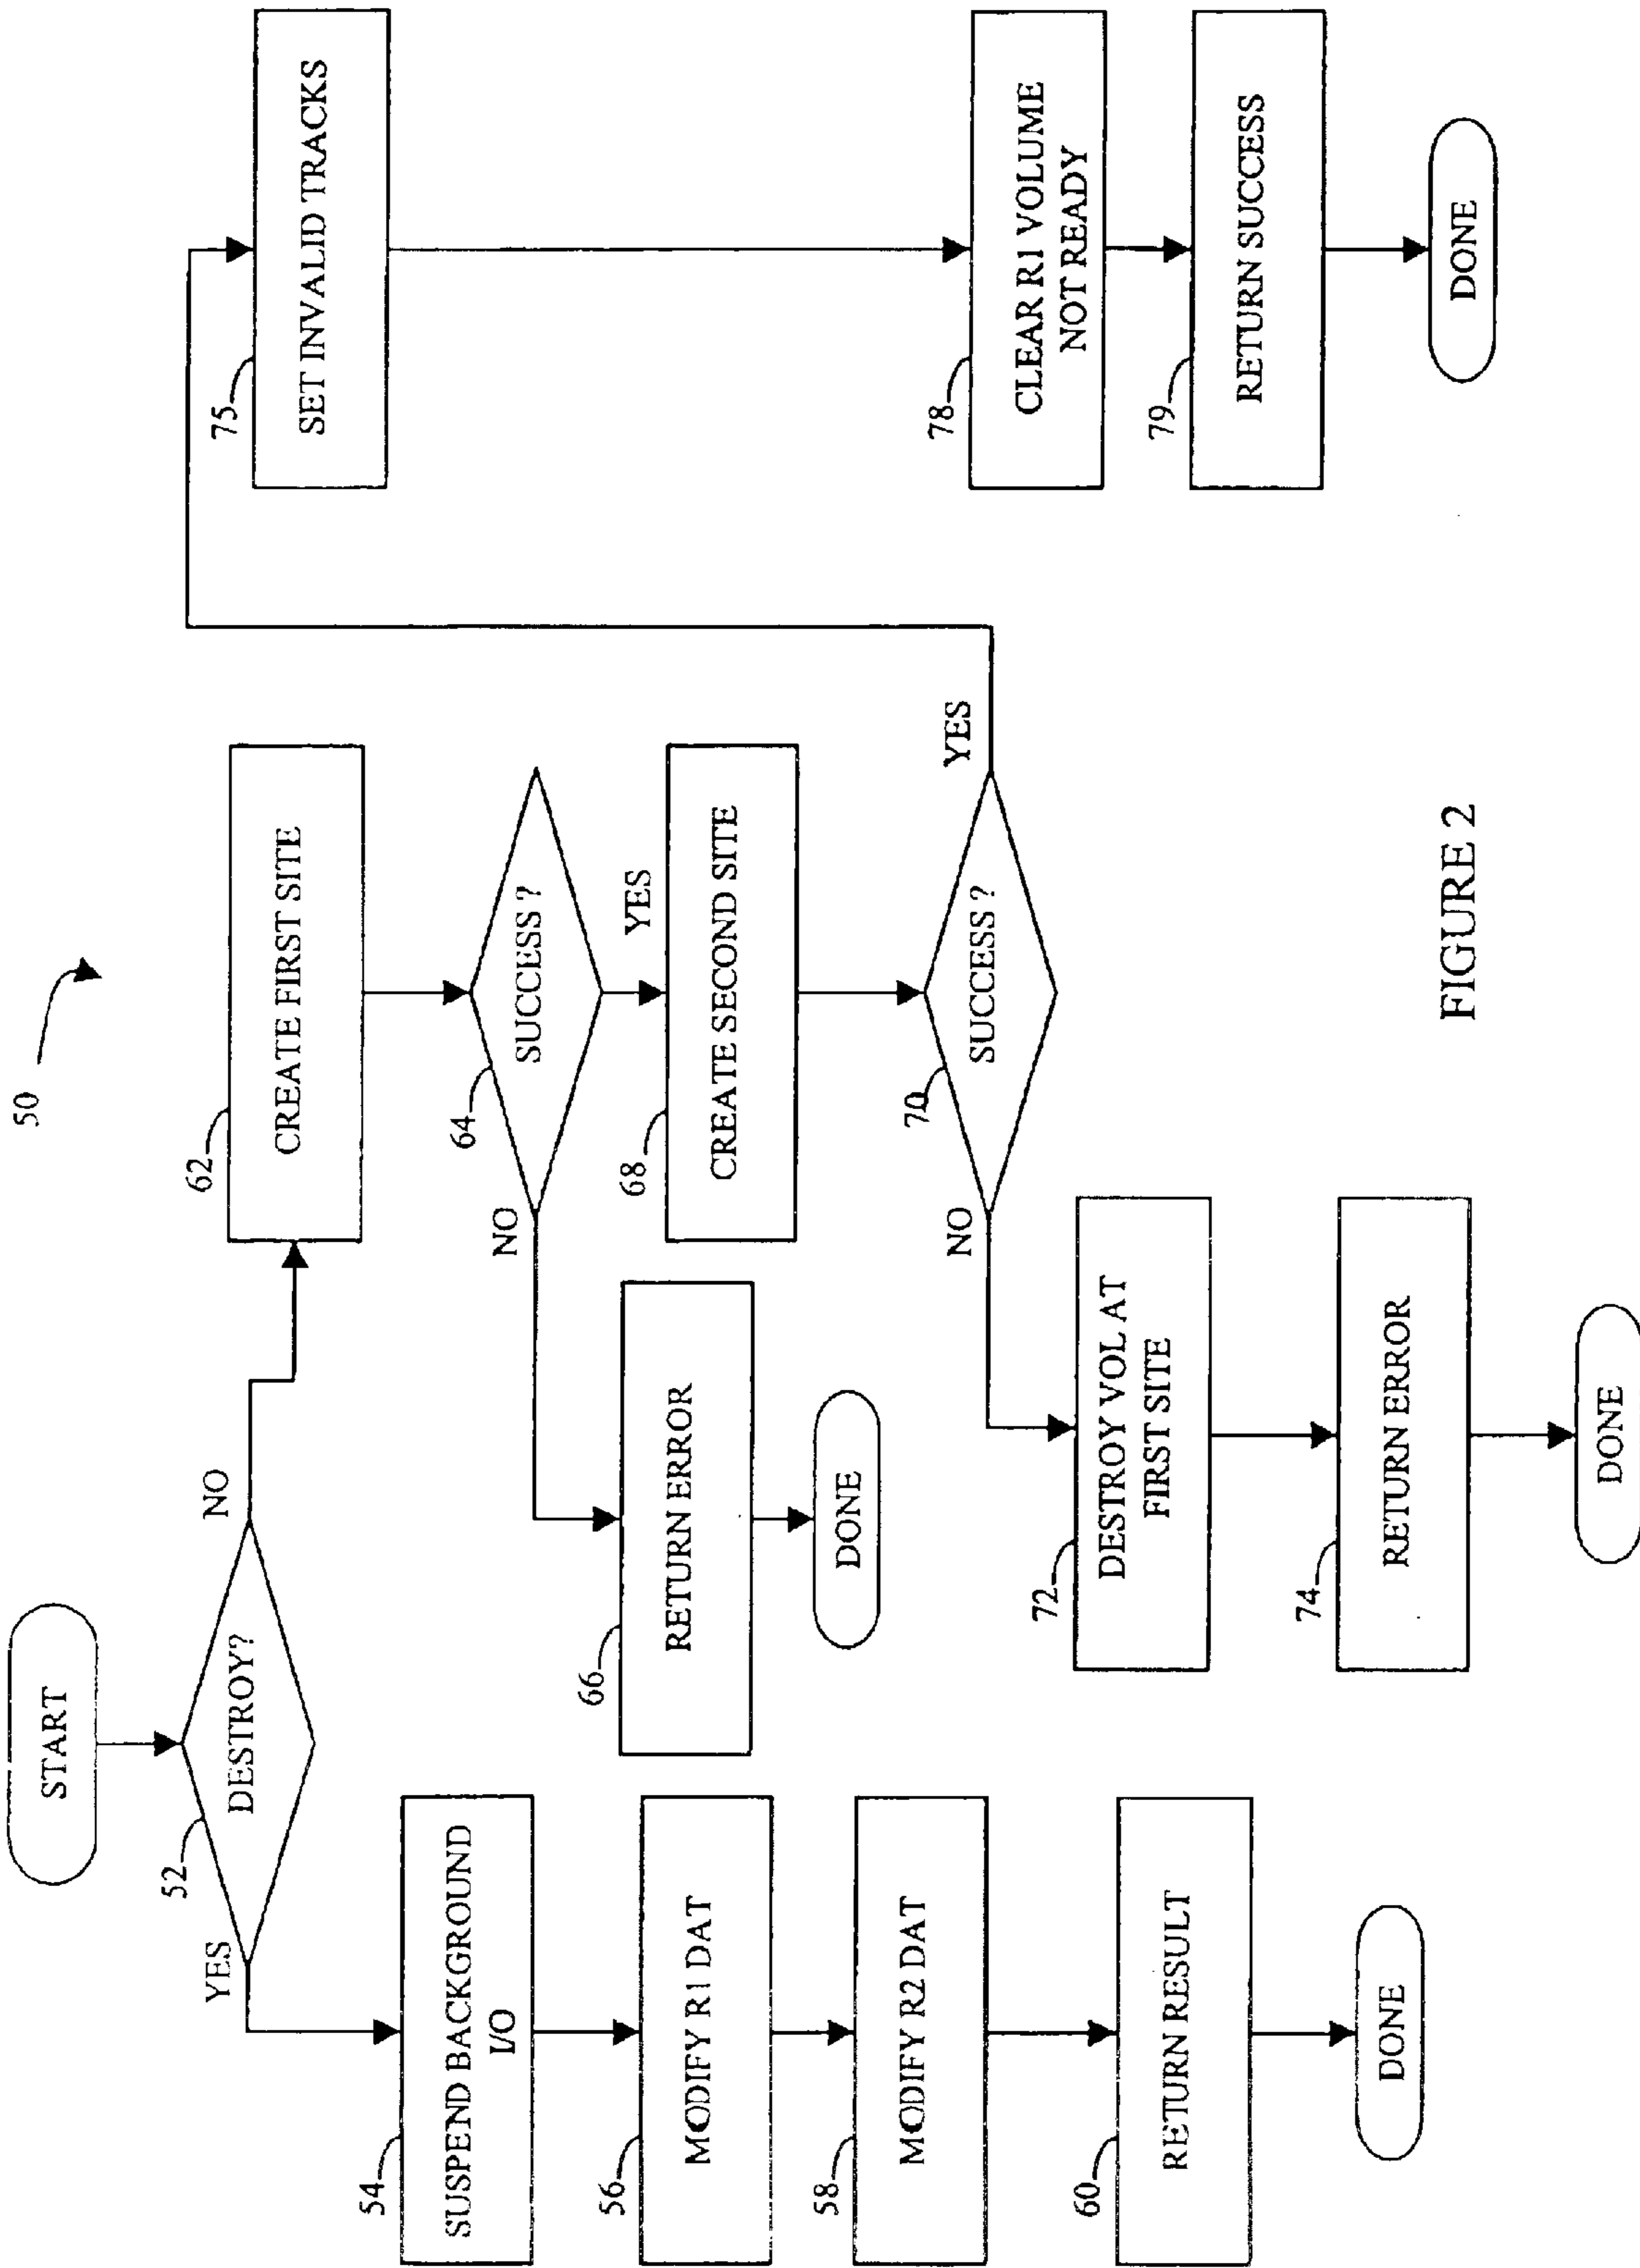 50
START
52
DESTROY?
YES
NO
54
SUSPEND BACKGROUND
I/O
56
MODIFY R1 DAT
58
MODIFY R2 DAT
60
RETURN RESULT
DONE
62
CREATE FIRST SITE
64
SUCCESS ?
NO
YES
66
RETURN ERROR
DONE
68
CREATE SECOND SITE
70
SUCCESS ?
NO
YES
72
DESTROY VOL AT
FIRST SITE
74
RETURN ERROR
DONE
75
SET INVALID TRACKS
78
CLEAR R1 VOLUME
NOT READY
79
RETURN SUCCESS
DONE
FIGURE 2